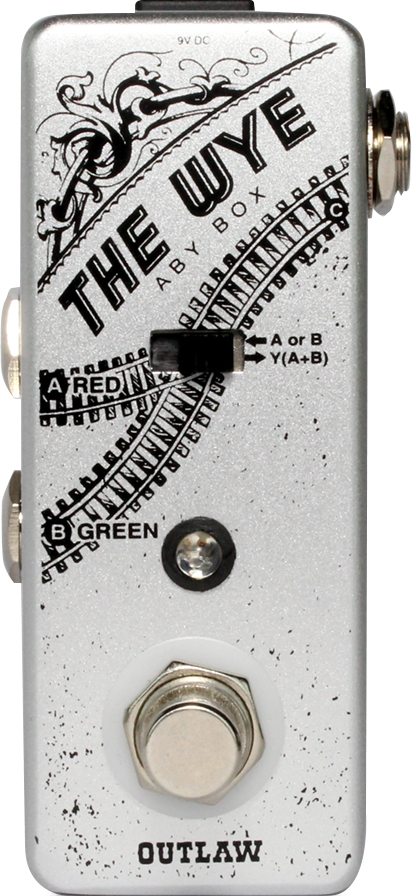 9V DC
THE WYE
ABY BOX
C
A or B
Y(A+B)
A RED
B GREEN
OUTLAW